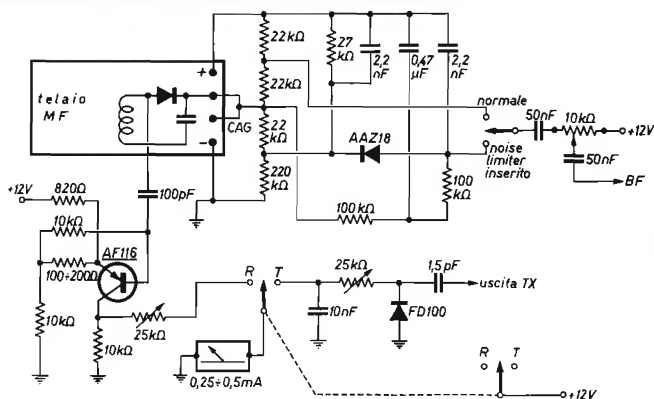 telaio
MF
+
-
CAG
22kΩ
22kΩ
22
kΩ
220
kΩ
27
kΩ
2,2
nF
0,47
µF
2,2
nF
AAZ18
100kΩ
100
kΩ
normale
noise
limiter
inserito
50nF
10kΩ
+12V
50nF
BF
100pF
+12V
820Ω
10kΩ
100÷200Ω
AF116
10kΩ
10kΩ
25kΩ
R T
25kΩ
1,5pF
uscita TX
10nF
FD100
0,25÷0,5mA
R T
+12V